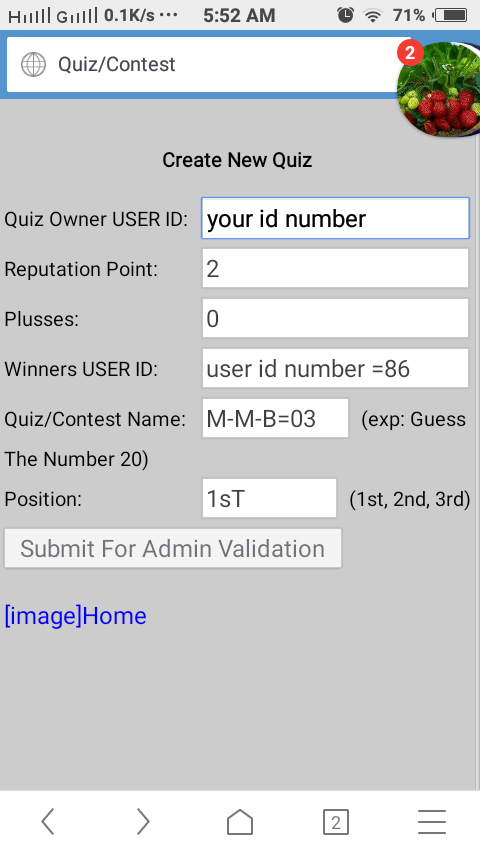 H G 0.1K/s ··· 5:52 AM 71%
Quiz/Contest 2
Create New Quiz
Quiz Owner USER ID: your id number
Reputation Point: 2
Plusses: 0
Winners USER ID: user id number =86
Quiz/Contest Name: M-M-B=03 (exp: Guess
The Number 20)
Position: 1sT (1st, 2nd, 3rd)
Submit For Admin Validation
[image]Home
2